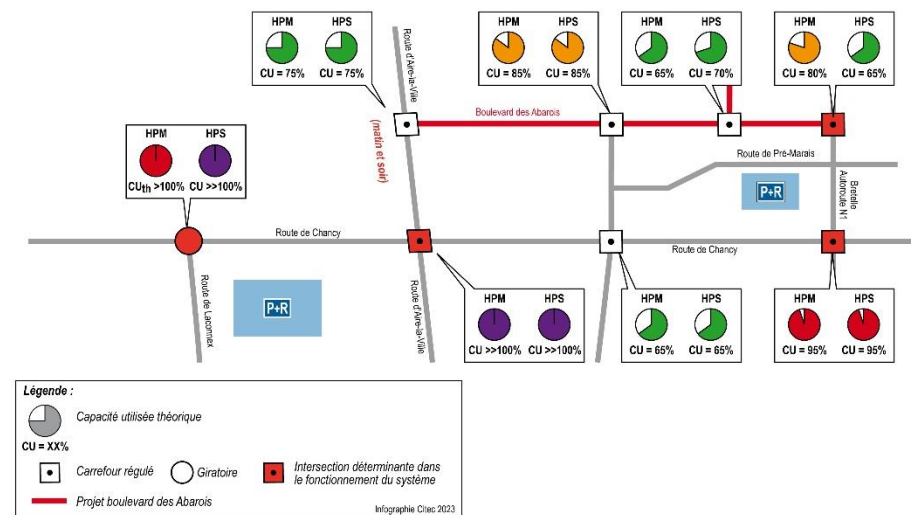 HPM HPS
CU = 75% CU = 75%
Route d'Aire-la-Ville
HPM HPS
CU = 85% CU = 85%
HPM HPS
CU = 65% CU = 70%
HPM HPS
CU = 80% CU = 65%
Boulevard des Abarois
(matin et soir)
HPM HPS
CUth >100% CU >>100%
Route de Pré-Marais
P+R
Bretelle
Autoroute N1
Route de Chancy
Route de Chancy
Route de Laconnex
P+R
Route d'Aire-la-Ville
HPM HPS
CU >>100% CU >>100%
HPM HPS
CU = 65% CU = 65%
HPM HPS
CU = 95% CU = 95%
Légende :
Capacité utilisée théorique
CU = XX%
Carrefour régulé
Giratoire
Intersection déterminante dans
le fonctionnement du système
Projet boulevard des Abarois
Infographie Citec 2023